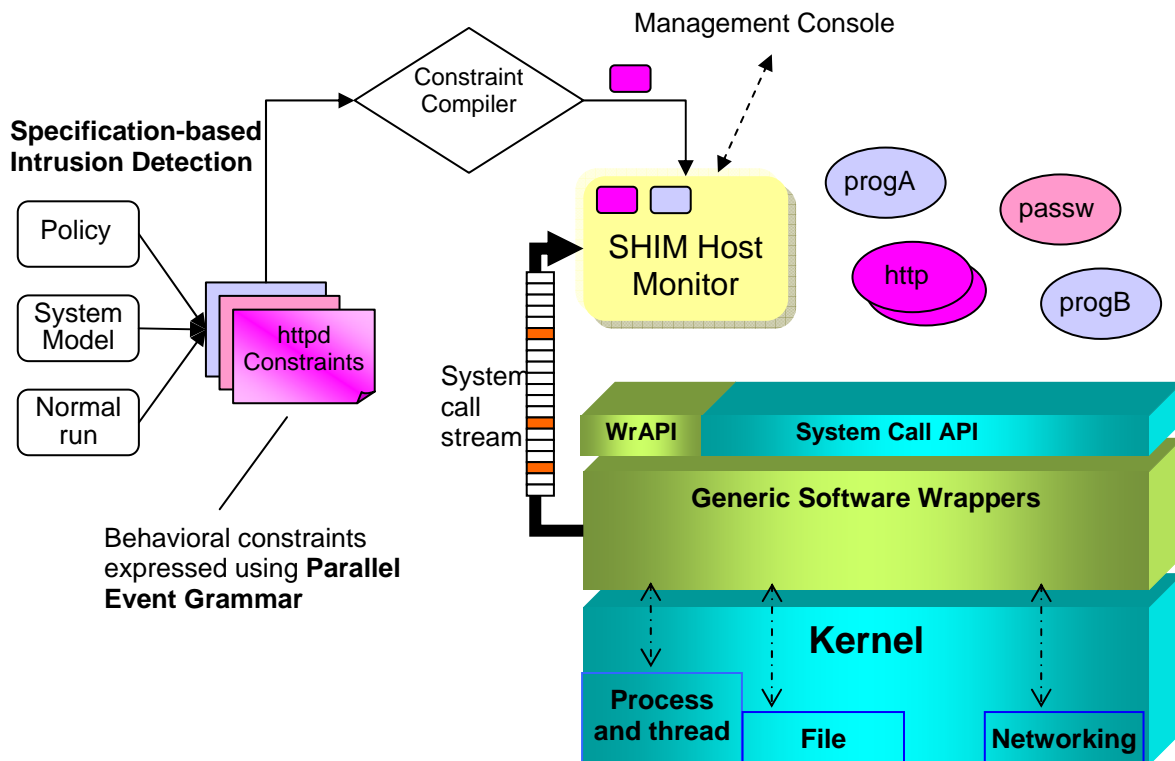 Management Console
Constraint
Compiler
Specification-based
Intrusion Detection
Policy
System
Model
Normal
run
httpd
Constraints
Behavioral constraints
expressed using Parallel
Event Grammar
System
call
stream
SHIM Host
Monitor
progA
passw
http
progB
WrAPI
System Call API
Generic Software Wrappers
Kernel
Process
and thread
File
Networking